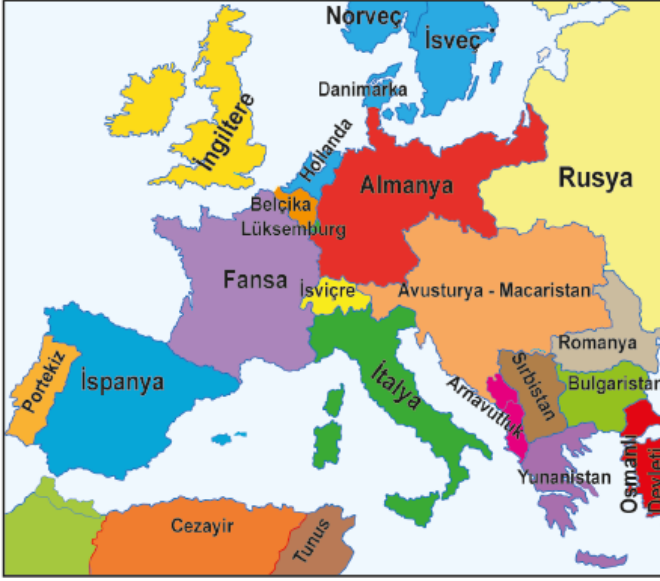 Norveç
İsveç
Danimarka
İngiltere
Hollanda
Almanya
Rusya
Belçika
Lüksemburg
Fansa
İsviçre
Avusturya - Macaristan
Romanya
Portekiz
İspanya
İtalya
Arnavutluk
Sırbistan
Bulgaristan
Yunanistan
Osmanlı
Devleti
Cezayir
Tunus